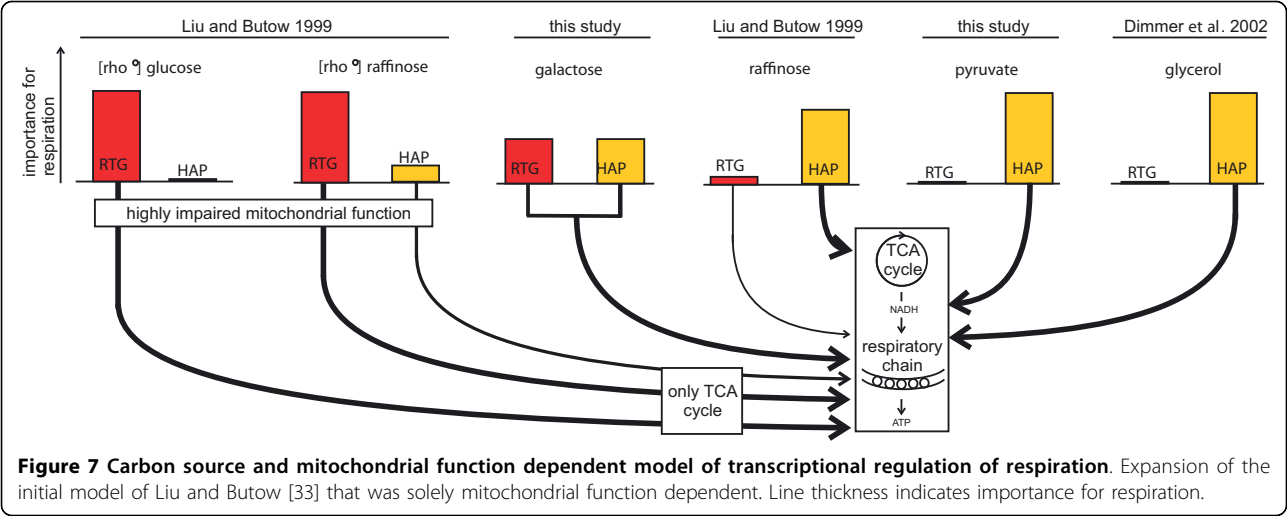 Liu and Butow 1999
this study
Liu and Butow 1999
this study
Dimmer et al. 2002
importance for
respiration
[rho °] glucose
[rho °] raffinose
galactose
raffinose
pyruvate
glycerol
RTG
HAP
RTG
HAP
RTG
HAP
RTG
HAP
RTG
HAP
RTG
HAP
highly impaired mitochondrial function
TCA
cycle
NADH
respiratory
chain
ATP
only TCA
cycle
Figure 7 Carbon source and mitochondrial function dependent model of transcriptional regulation of respiration. Expansion of the
initial model of Liu and Butow [33] that was solely mitochondrial function dependent. Line thickness indicates importance for respiration.